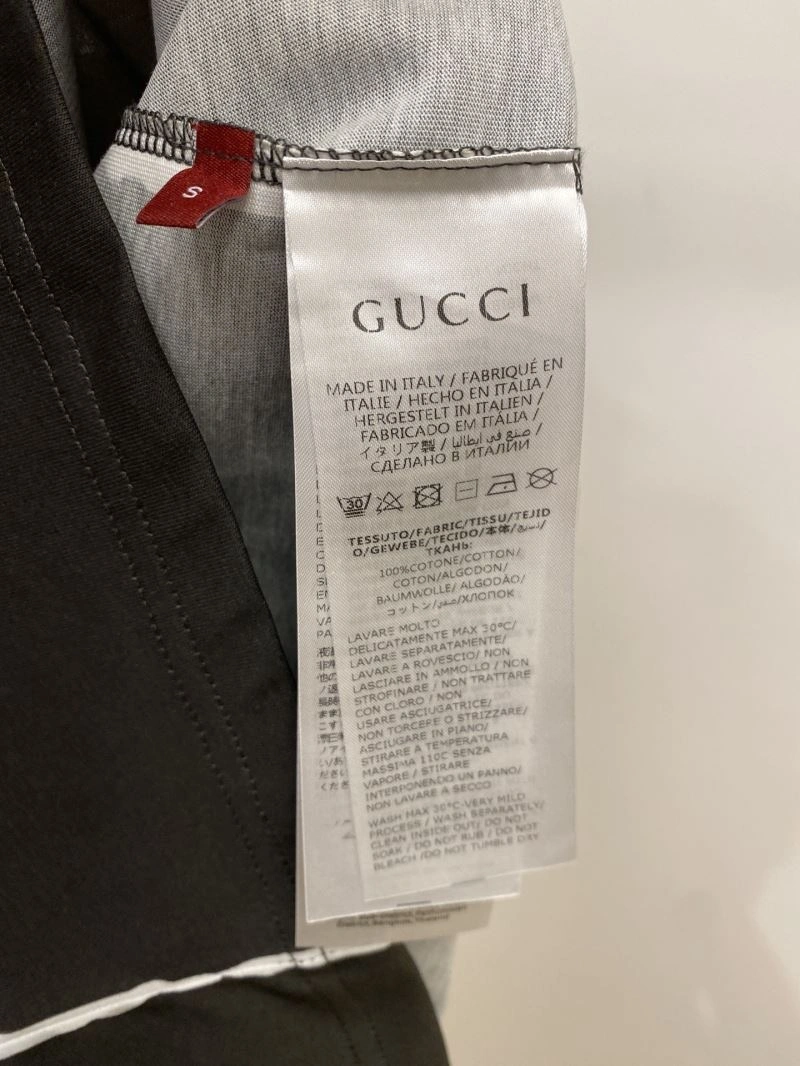 S
GUCCI
MADE IN ITALY / FABRIQUÉ EN
ITALIE / HECHO EN ITALIA /
HERGESTELT IN ITALIEN /
FABRICADO EM ITÁLIA /
イタリア製 / صنع في ايطاليا /
СДЕЛАНО В ИТАЛИИ
30
TESSUTO/FABRIC/TISSU/TEJID
O/GEWEBE/TECIDO/本体/نسيج/
ТКАНЬ:
100%COTONE/COTTON/
COTON/ALGODON/
BAUMWOLLE/ ALGODÃO/
コットン/ /ХЛОПОК
LAVARE MOLTO
DELICATAMENTE MAX 30°C/
LAVARE SEPARATAMENTE/
LAVARE A ROVESCIO/ NON
LASCIARE IN AMMOLLO / NON
STROFINARE / NON TRATTARE
CON CLORO / NON
USARE ASCIUGATRICE/
NON TORCERE O STRIZZARE/
ASCIUGARE IN PIANO/
STIRARE A TEMPERATURA
MASSIMA 110C SENZA
VAPORE / STIRARE
INTERPONENDO UN PANNO/
NON LAVARE A SECCO
WASH MAX 30°C-VERY MILD
PROCESS / WASH SEPARATELY/
CLEAN INSIDE OUT/ DO NOT
SOAK / DO NOT RUB / DO NOT
BLEACH /DO NOT TUMBLE DRY
District, Bangkok, Thailand